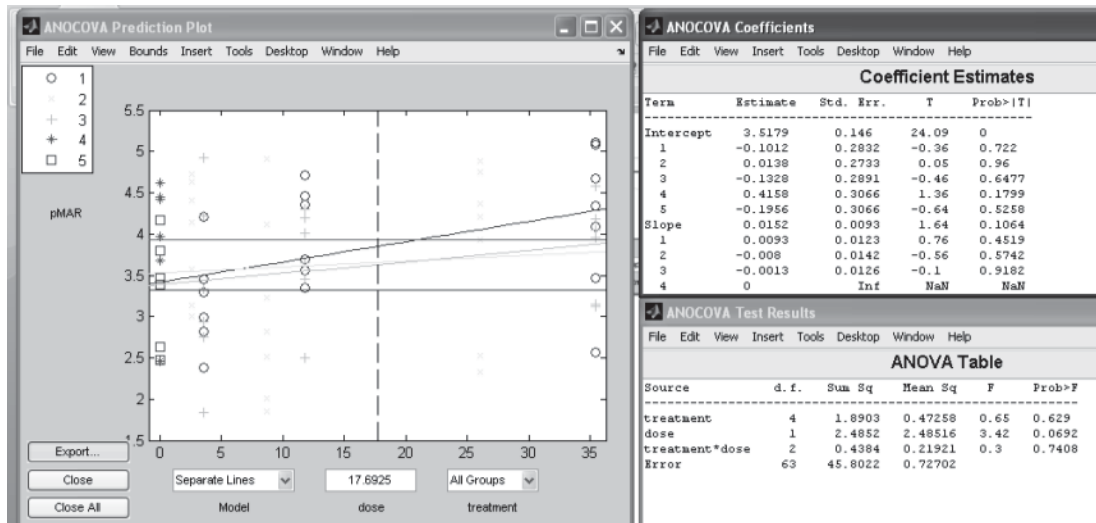 ANOCOVA Prediction Plot
File Edit View Bounds Insert Tools Desktop Window Help
1
2
3
4
5
pMAR
5.5
5
4.5
4
3.5
3
2.5
2
1.5
0 5 10 15 20 25 30 35
Export...
Close
Close All
Separate Lines
17.6925
All Groups
Model
dose
treatment
ANOCOVA Coefficients
File Edit View Insert Tools Desktop Window Help
Coefficient Estimates
Term Estimate Std. Err. T Prob>|T|
Intercept 3.5179 0.146 24.09 0
1 -0.1012 0.2832 -0.36 0.722
2 0.0138 0.2733 0.05 0.96
3 -0.1328 0.2891 -0.46 0.6477
4 0.4158 0.3066 1.36 0.1799
5 -0.1956 0.3066 -0.64 0.5258
Slope 0.0152 0.0093 1.64 0.1064
1 0.0093 0.0123 0.76 0.4519
2 -0.008 0.0142 -0.56 0.5742
3 -0.0013 0.0126 -0.1 0.9182
4 0 Inf NaN NaN
ANOCOVA Test Results
File Edit View Insert Tools Desktop Window Help
ANOVA Table
Source d.f. Sum Sq Mean Sq F Prob>F
treatment 4 1.8903 0.47258 0.65 0.629
dose 1 2.4852 2.48516 3.42 0.0692
treatment*dose 2 0.4384 0.21921 0.3 0.7408
Error 63 45.8022 0.72702